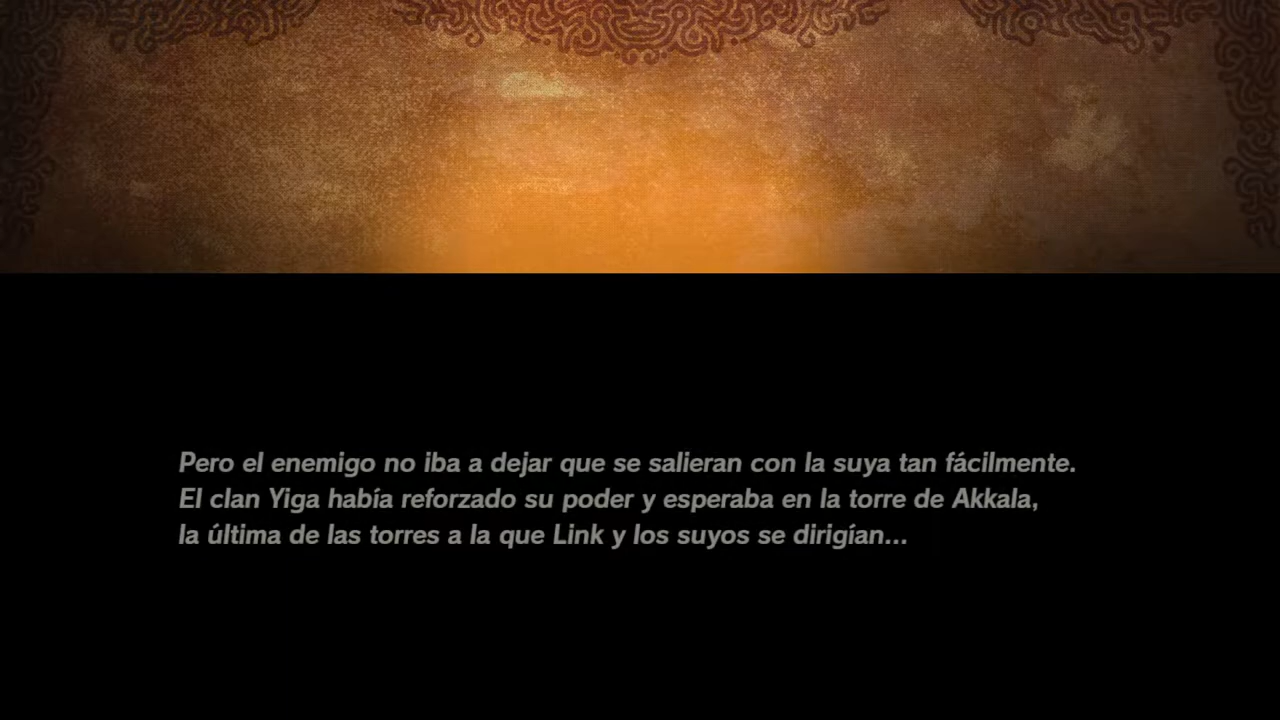 Pero el enemigo no iba a dejar que se salieran con la suya tan fácilmente.
El clan Yiga había reforzado su poder y esperaba en la torre de Akkala,
la última de las torres a la que Link y los suyos se dirigían...